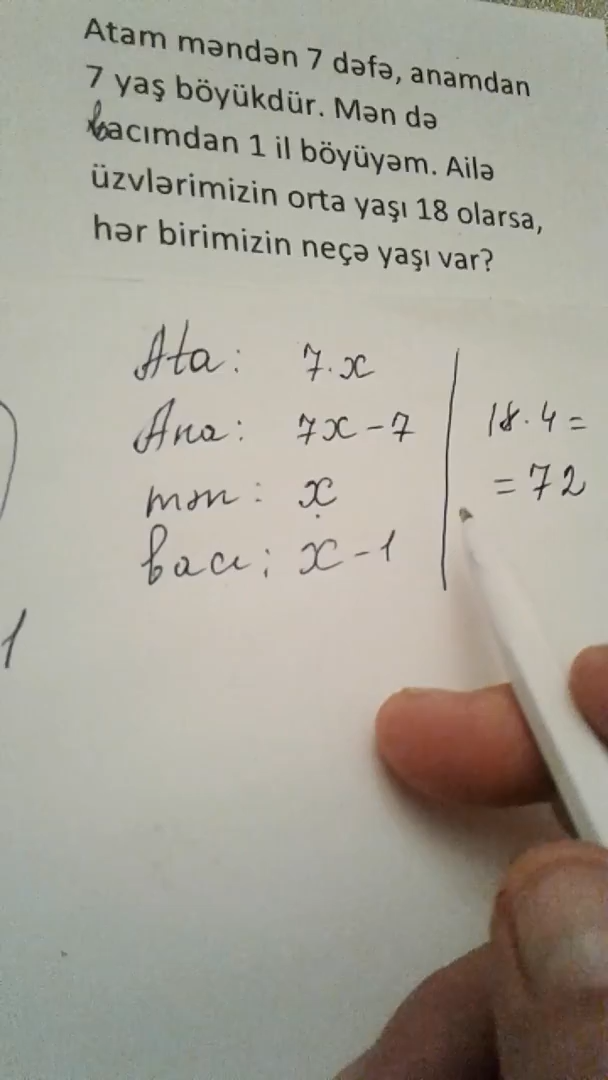 Atam məndən 7 dəfə, anamdan
7 yaş böyükdür. Mən də
bacımdan 1 il böyüyəm. Ailə
üzvlərimizin orta yaşı 18 olarsa,
hər birimizin neçə yaşı var?
Ata: 7·x
Ana: 7x-7
mən: x
bacı: x-1
18·4=
=72
1